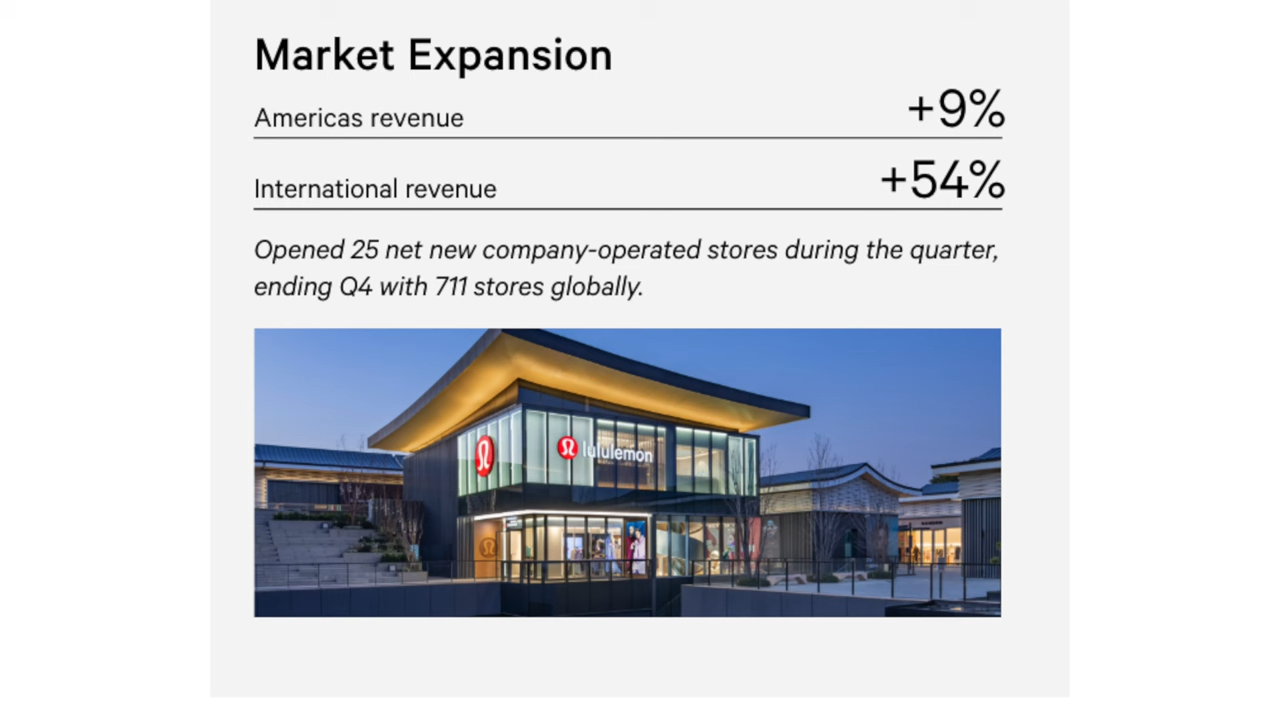 Market Expansion
Americas revenue +9%
International revenue +54%
Opened 25 net new company-operated stores during the quarter,
ending Q4 with 711 stores globally.
lululemon